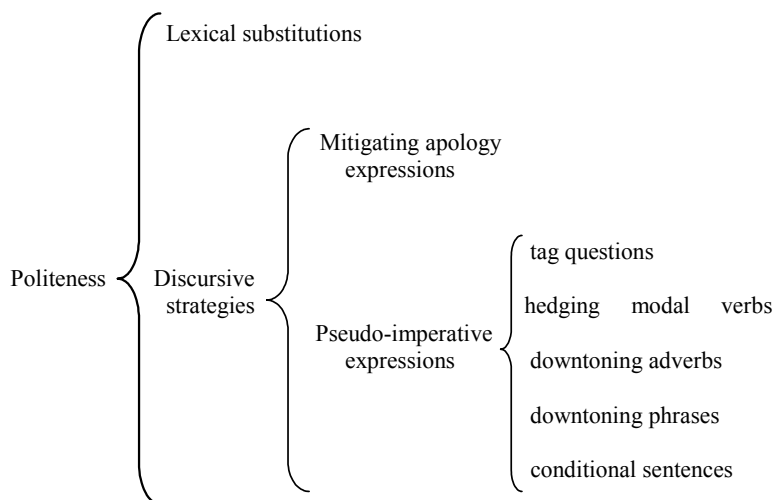 Lexical substitutions
Mitigating apology
expressions
Politeness
Discursive
strategies
Pseudo-imperative
expressions
tag questions
hedging modal verbs
downtoning adverbs
downtoning phrases
conditional sentences